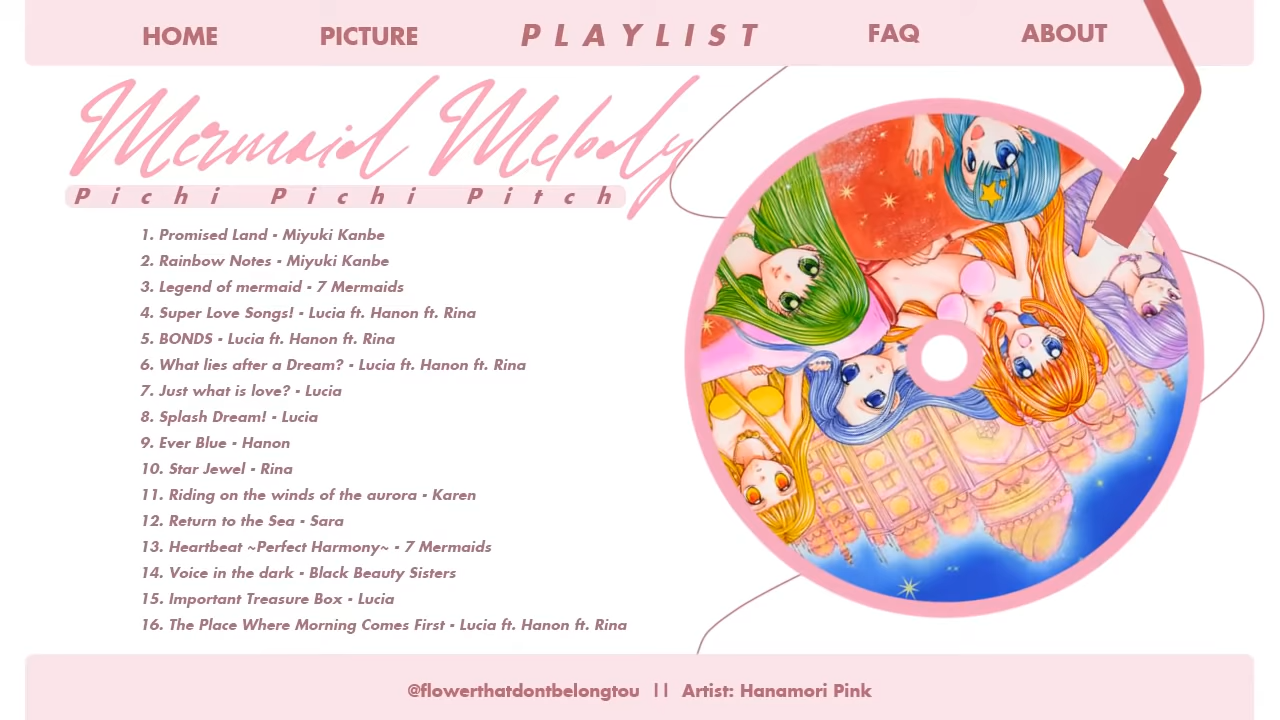 HOME PICTURE PLAYLIST FAQ ABOUT
Mermaid Melody
Pichi Pichi Pitch
1. Promised Land - Miyuki Kanbe
2. Rainbow Notes - Miyuki Kanbe
3. Legend of mermaid - 7 Mermaids
4. Super Love Songs! - Lucia ft. Hanon ft. Rina
5. BONDS - Lucia ft. Hanon ft. Rina
6. What lies after a Dream? - Lucia ft. Hanon ft. Rina
7. Just what is love? - Lucia
8. Splash Dream! - Lucia
9. Ever Blue - Hanon
10. Star Jewel - Rina
11. Riding on the winds of the aurora - Karen
12. Return to the Sea - Sara
13. Heartbeat ~Perfect Harmony~ - 7 Mermaids
14. Voice in the dark - Black Beauty Sisters
15. Important Treasure Box - Lucia
16. The Place Where Morning Comes First - Lucia ft. Hanon ft. Rina
@flowerthatdontbelongtou || Artist: Hanamori Pink